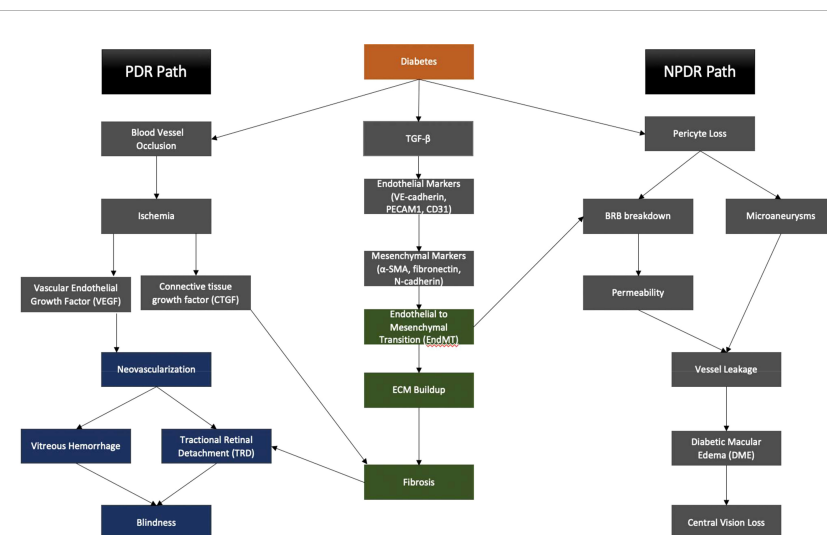 PDR Path
Diabetes
NPDR Path
Blood Vessel
Occlusion
TGF-β
Pericyte Loss
Endothelial Markers
(VE-cadherin,
PECAM1, CD31)
Ischemia
BRB breakdown
Microaneurysms
Mesenchymal Markers
(α-SMA, fibronectin,
N-cadherin)
Vascular Endothelial
Growth Factor (VEGF)
Connective tissue
growth factor (CTGF)
Permeability
Endothelial to
Mesenchymal
Transition (EndMT)
Neovascularization
Vessel Leakage
ECM Buildup
Vitreous Hemorrhage
Tractional Retinal
Detachment (TRD)
Diabetic Macular
Edema (DME)
Fibrosis
Blindness
Central Vision Loss